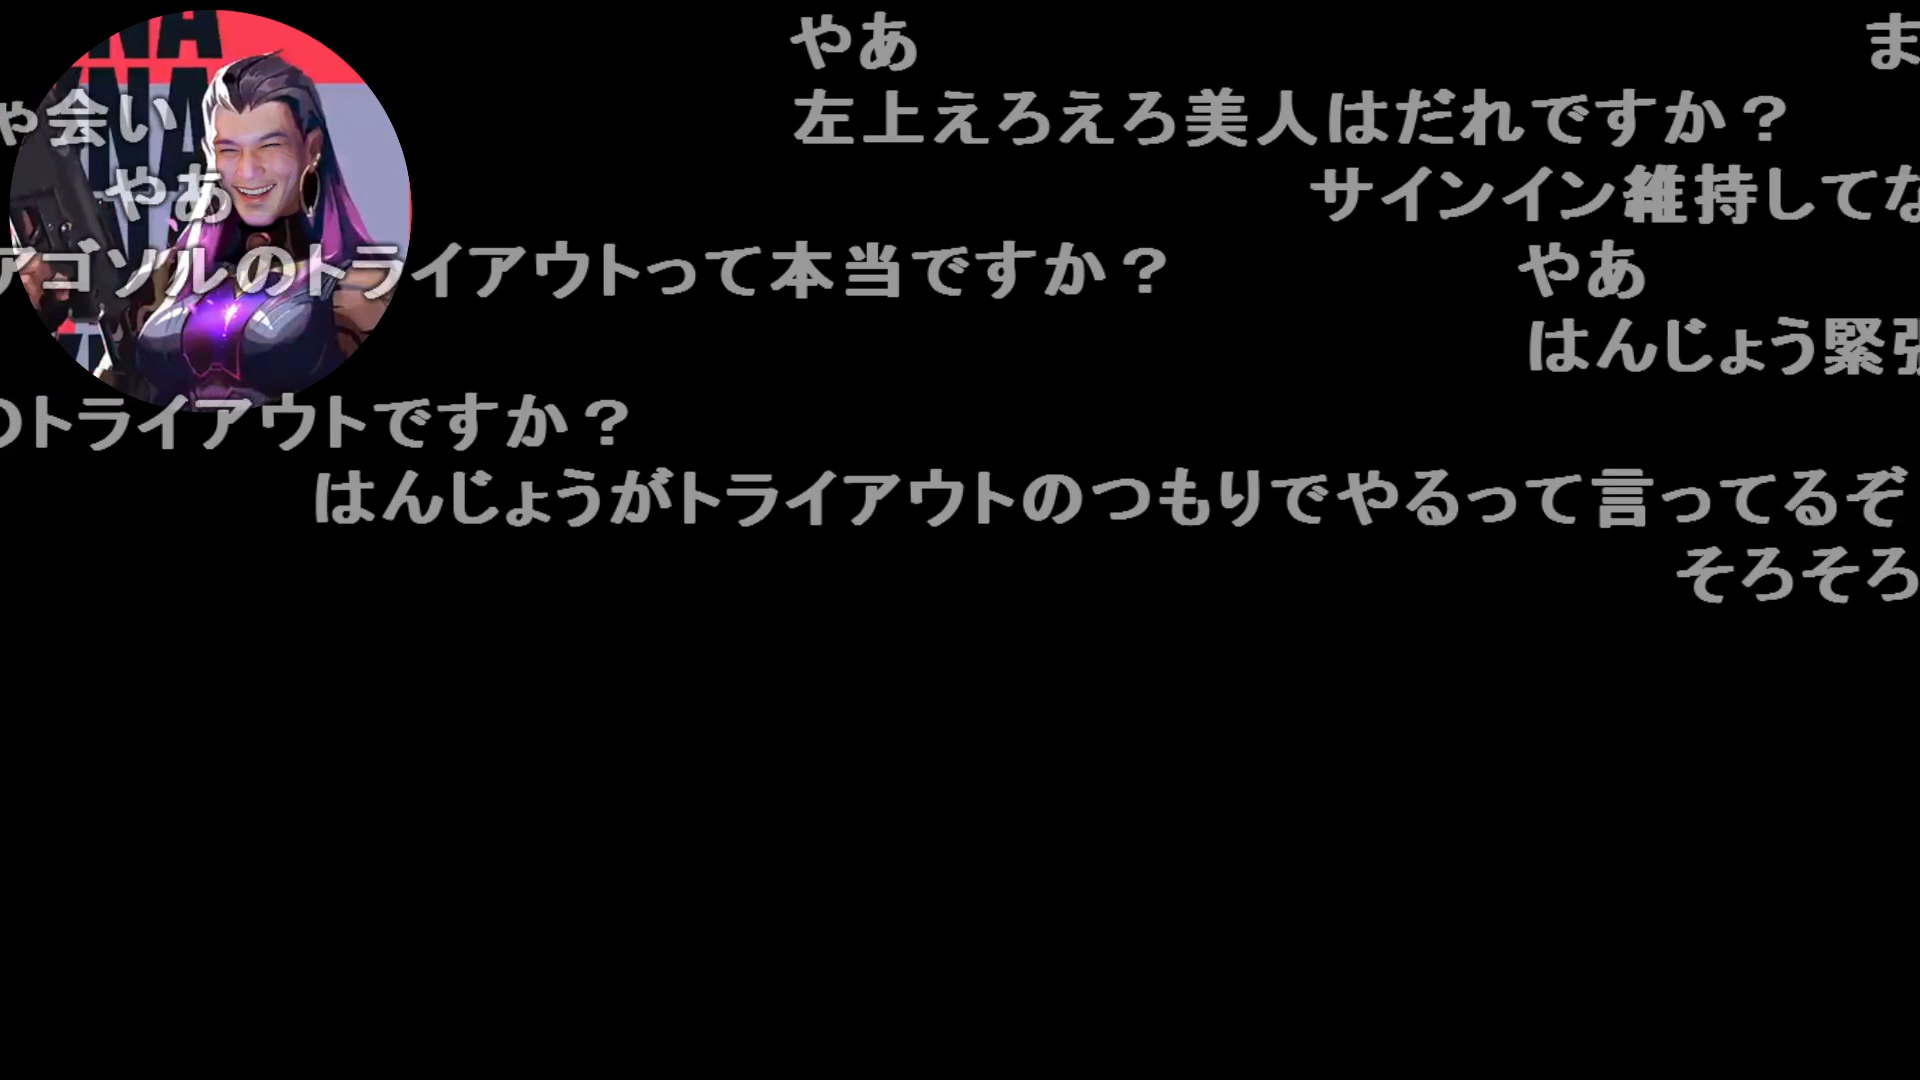 NA
やあ
ま
ゃ会い
左上えろえろ美人はだれですか？
やあ
サインイン維持してな
アゴソルのトライアウトって本当ですか？
やあ
はんじょう緊張
のトライアウトですか？
はんじょうがトライアウトのつもりでやるって言ってるぞ
そろそろ